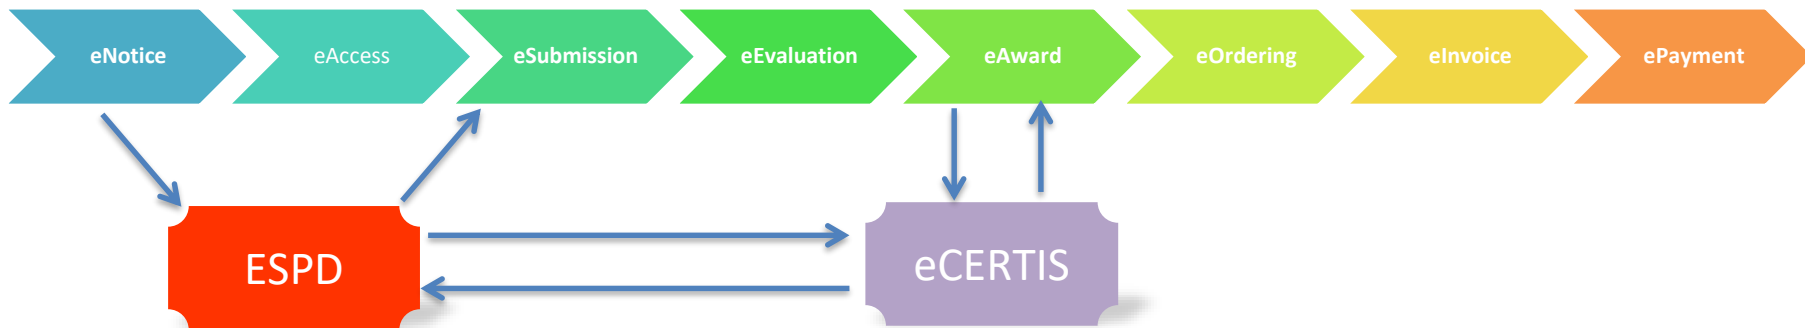 eNotice
eAccess
eSubmission
eEvaluation
eAward
eOrdering
eInvoice
ePayment
ESPD
eCERTIS